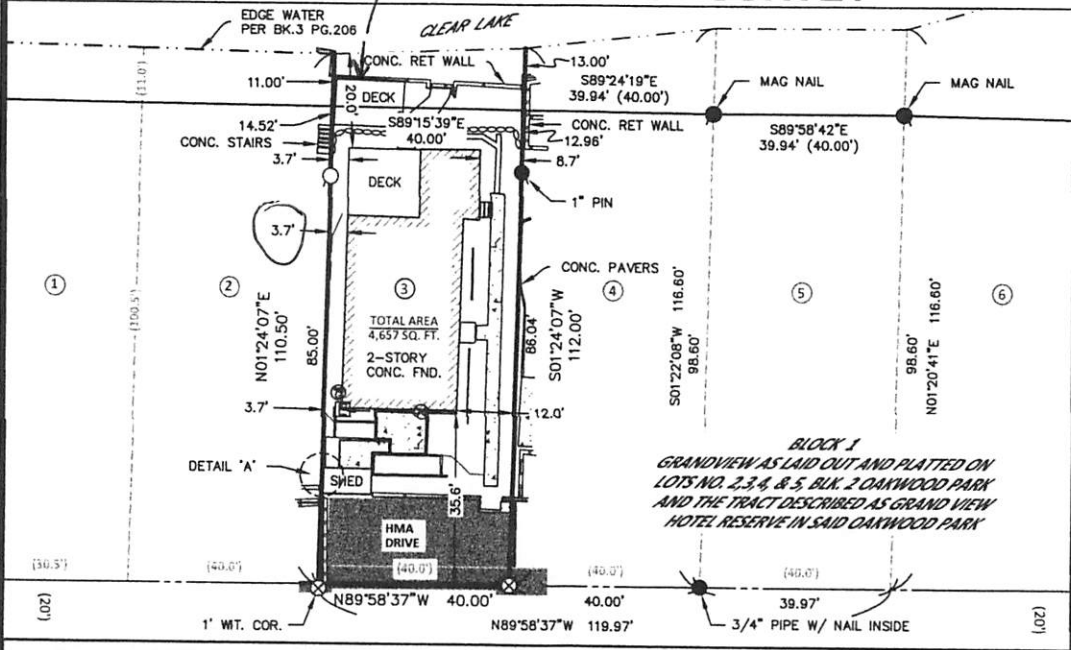 EDGE WATER
PER BK.3 PG.206
CLEAR LAKE
CONC. RET WALL
13.00'
S89°24'19"E
39.94' (40.00')
MAG NAIL
MAG NAIL
11.00'
(11.0')
DECK
20.0'
S89°15'39"E
40.00'
CONC. RET WALL
S89°58'42"E
39.94' (40.00')
14.52'
12.96'
CONC. STAIRS
3.7'
8.7'
DECK
1" PIN
3.7'
CONC. PAVERS
1
2
3
4
5
6
(100.5')
N01°24'07"E
110.50'
85.00'
TOTAL AREA
4,657 SQ. FT.
2-STORY
CONC. FND.
86.04'
S01°24'07"W
112.00'
S01°22'08"W 116.60'
98.60'
98.60'
N01°20'41"E 116.60'
3.7'
12.0'
DETAIL 'A'
SHED
35.6'
BLOCK 1
GRANDVIEW AS LAID OUT AND PLATTED ON
LOTS NO. 2,3,4, & 5, BLK. 2 OAKWOOD PARK
AND THE TRACT DESCRIBED AS GRAND VIEW
HOTEL RESERVE IN SAID OAKWOOD PARK
HMA
DRIVE
(30.5')
(40.0')
(40.0')
(40.0')
(40.0')
(20')
N89°58'37"W 40.00'
40.00'
39.97'
(20')
1' WIT. COR.
N89°58'37"W 119.97'
3/4" PIPE W/ NAIL INSIDE